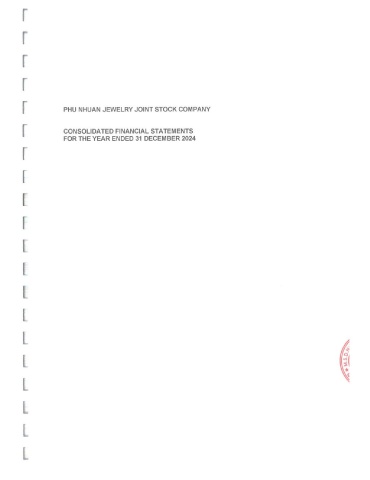 PHU NHUAN JEWELRY JOINT STOCK COMPANY
CONSOLIDATED FINANCIAL STATEMENTS
FOR THE YEAR ENDED 31 DECEMBER 2024